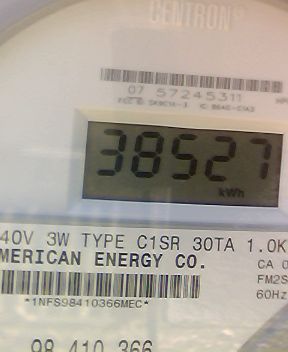 CENTRON®
07 57245311
38527
kWh
40V 3W TYPE C1SR 30TA 1.0K
MERICAN ENERGY CO.
CA 0
FM2S
60Hz
*1NFS98410366MEC*
98 410 366